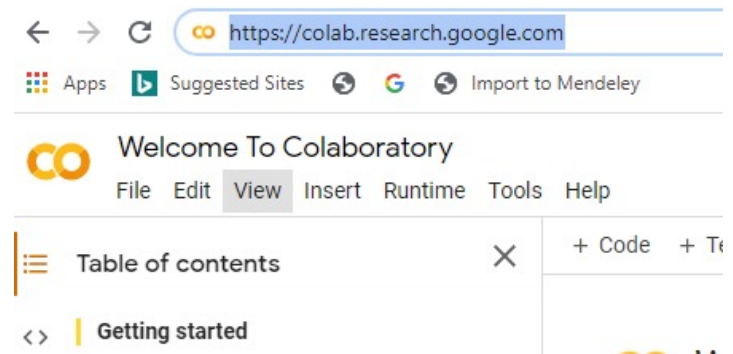 https://colab.research.google.com
Apps Suggested Sites Import to Mendeley
Welcome To Colaboratory
File Edit View Insert Runtime Tools Help
Table of contents
+ Code +
Getting started